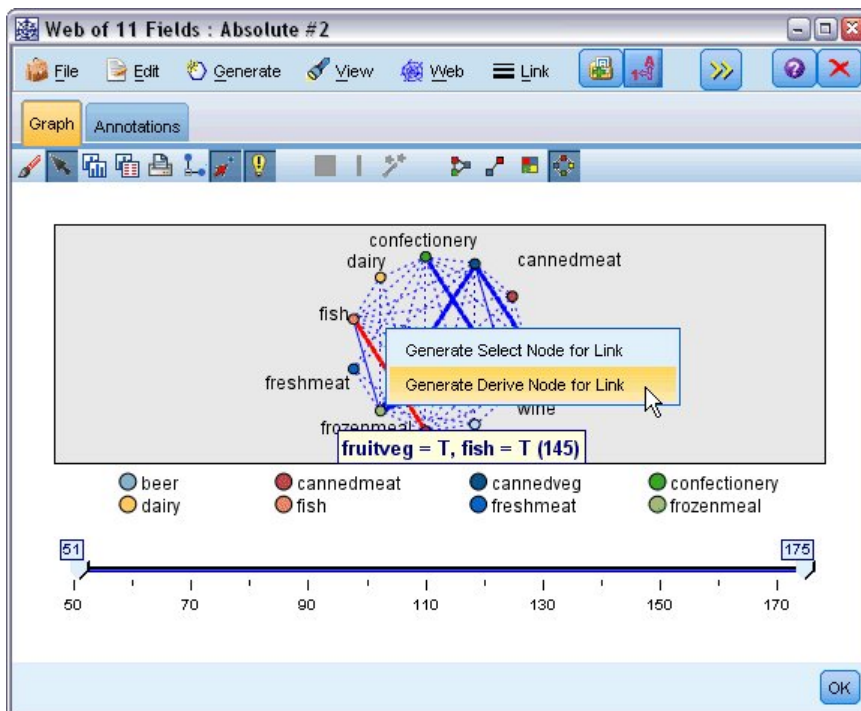 Web of 11 Fields : Absolute #2
File Edit Generate View Web Link
Graph Annotations
confectionery
dairy cannedmeat
fish
Generate Select Node for Link
freshmeat Generate Derive Node for Link
wine
frozenmeal
fruitveg = T, fish = T (145)
beer cannedmeat cannedveg confectionery
dairy fish freshmeat frozenmeal
51 175
50 70 90 110 130 150 170
OK